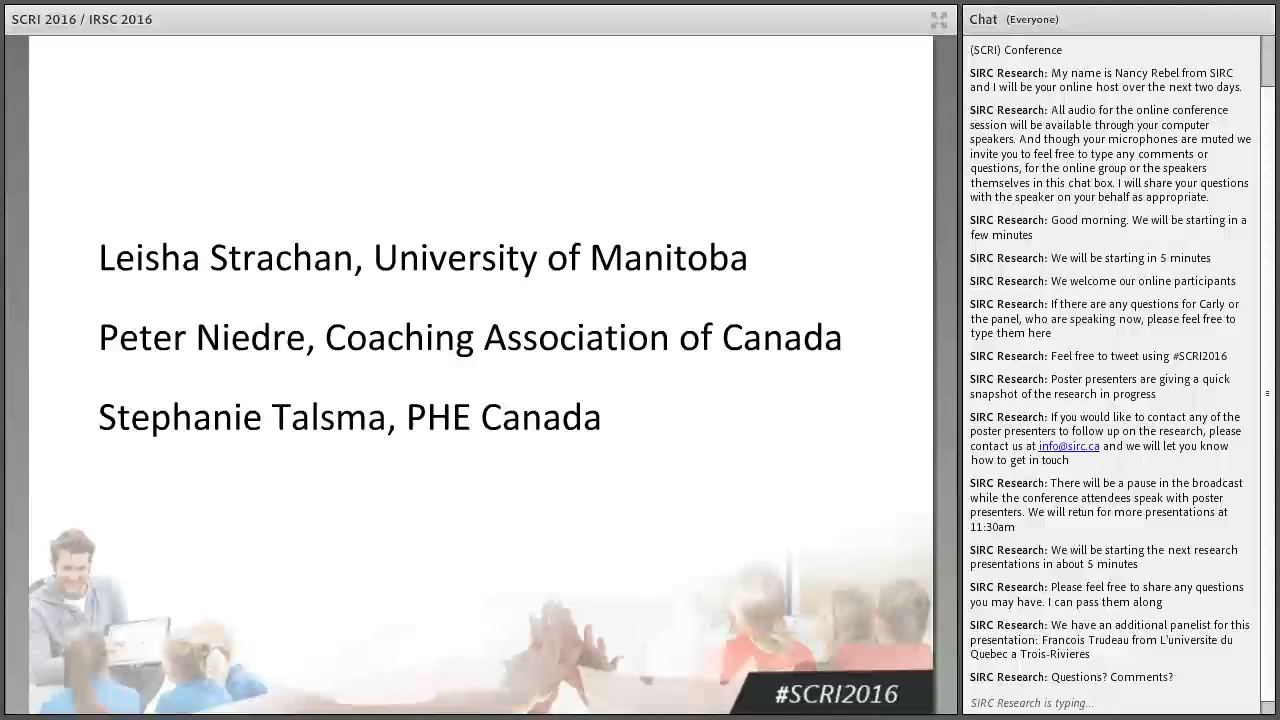 SCRI 2016 / IRSC 2016
Leisha Strachan, University of Manitoba
Peter Niedre, Coaching Association of Canada
Stephanie Talsma, PHE Canada
#SCRI2016
Chat (Everyone)
(SCRI) Conference
SIRC Research: My name is Nancy Rebel from SIRC
and I will be your online host over the next two days.
SIRC Research: All audio for the online conference
session will be available through your computer
speakers. And though your microphones are muted we
invite you to feel free to type any comments or
questions, for the online group or the speakers
themselves in this chat box. I will share your questions
with the speaker on your behalf as appropriate.
SIRC Research: Good morning. We will be starting in a
few minutes
SIRC Research: We will be starting in 5 minutes
SIRC Research: We welcome our online participants
SIRC Research: If there are any questions for Carly or
the panel, who are speaking now, please feel free to
type them here
SIRC Research: Feel free to tweet using #SCRI2016
SIRC Research: Poster presenters are giving a quick
snapshot of the research in progress
SIRC Research: If you would like to contact any of the
poster presenters to follow up on the research, please
contact us at info@sirc.ca and we will let you know
how to get in touch
SIRC Research: There will be a pause in the broadcast
while the conference attendees speak with poster
presenters. We will retun for more presentations at
11:30am
SIRC Research: We will be starting the next research
presentations in about 5 minutes
SIRC Research: Please feel free to share any questions
you may have. I can pass them along
SIRC Research: We have an additional panelist for this
presentation: Francois Trudeau from L'universite du
Quebec a Trois-Rivieres
SIRC Research: Questions? Comments?
SIRC Research is typing...